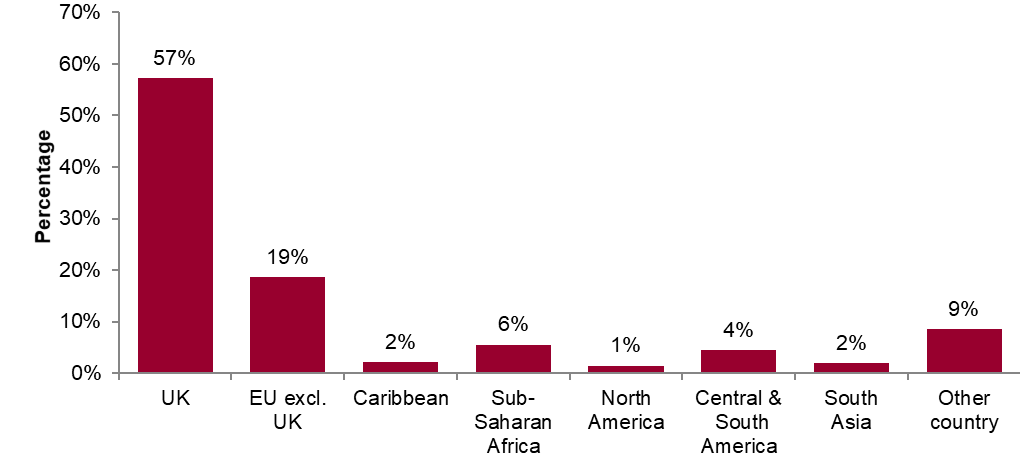 70%
60%
50%
40%
30%
20%
10%
0%
Percentage
57%
19%
2%
6%
1%
4%
2%
9%
UK
EU excl.
UK
Caribbean
Sub-
Saharan
Africa
North
America
Central &
South
America
South
Asia
Other
country